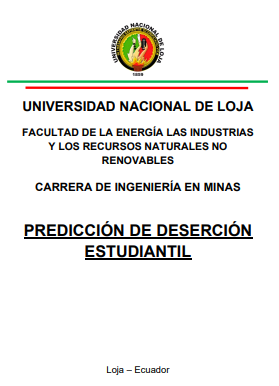 UNIVERSIDAD NACIONAL DE LOJA
1859
UNIVERSIDAD NACIONAL DE LOJA
FACULTAD DE LA ENERGÍA LAS INDUSTRIAS
Y LOS RECURSOS NATURALES NO
RENOVABLES
CARRERA DE INGENIERÍA EN MINAS
PREDICCIÓN DE DESERCIÓN
ESTUDIANTIL
Loja – Ecuador